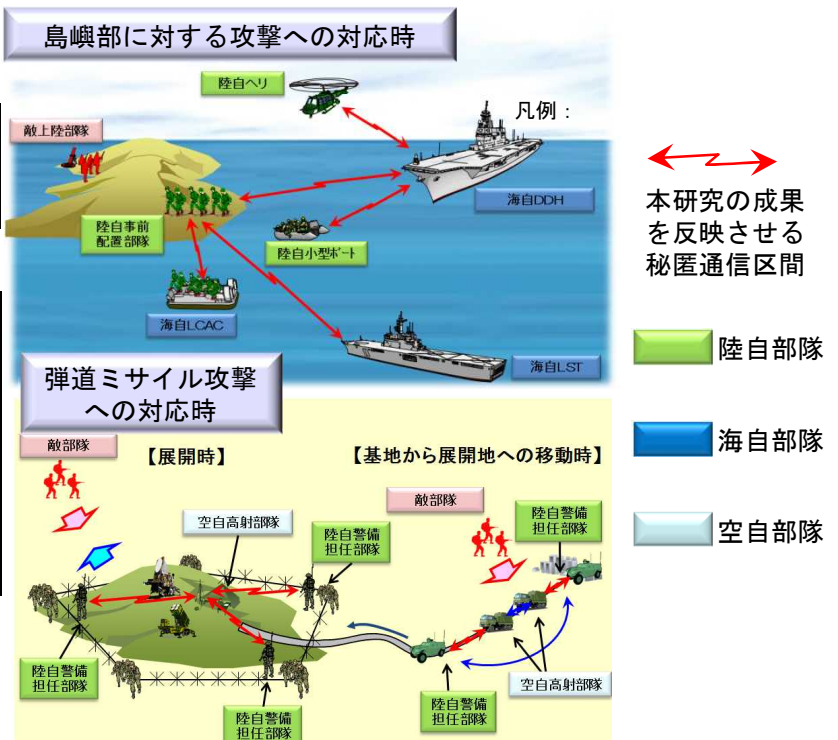 島嶼部に対する攻撃への対応時
陸自ヘリ
敵上陸部隊
海自DDH
陸自事前
配置部隊
陸自小型ボート
海自LCAC
海自LST
凡例：
本研究の成果
を反映させる
秘匿通信区間
陸自部隊
海自部隊
空自部隊
弾道ミサイル攻撃
への対応時
敵部隊
【展開時】
【基地から展開地への移動時】
敵部隊
空自高射部隊
陸自警備
担任部隊
陸自警備
担任部隊
陸自警備
担任部隊
陸自警備
担任部隊
陸自警備
担任部隊
空自高射部隊